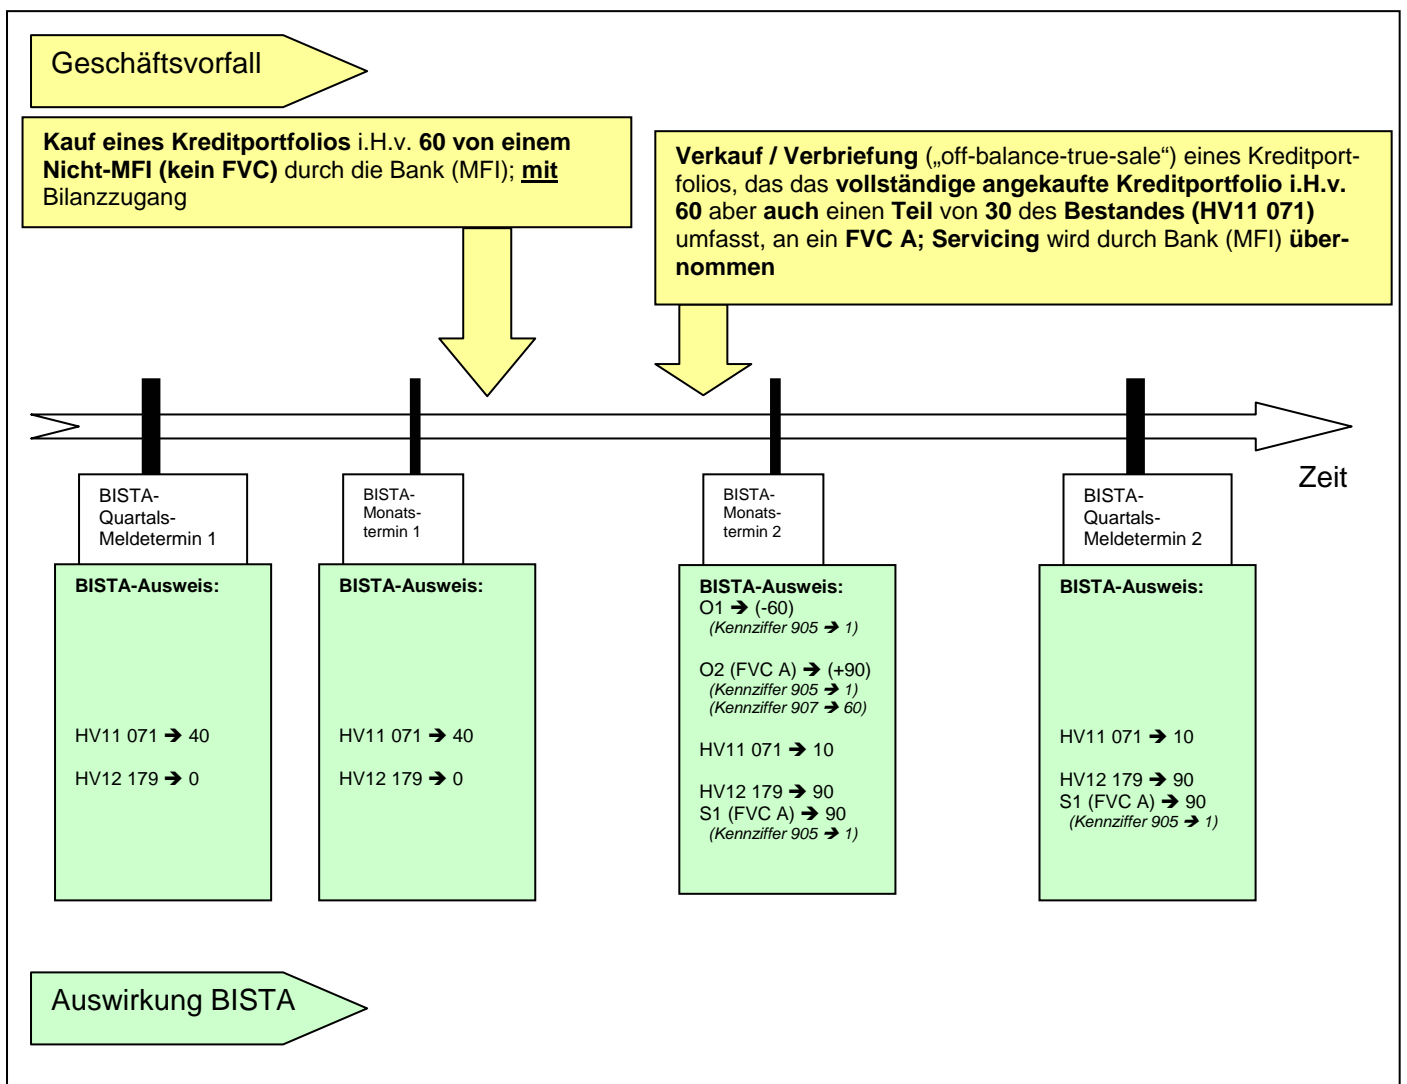 Geschäftsvorfall
Kauf eines Kreditportfolios i.H.v. 60 von einem
Nicht-MFI (kein FVC) durch die Bank (MFI); mit
Bilanzzugang
Verkauf / Verbriefung („off-balance-true-sale“) eines Kreditport-
folios, das das vollständige angekaufte Kreditportfolio i.H.v.
60 aber auch einen Teil von 30 des Bestandes (HV11 071)
umfasst, an ein FVC A; Servicing wird durch Bank (MFI) über-
nommen
Zeit
BISTA-
Quartals-
Meldetermin 1
BISTA-Ausweis:
HV11 071 ➔ 40
HV12 179 ➔ 0
BISTA-
Monats-
termin 1
BISTA-Ausweis:
HV11 071 ➔ 40
HV12 179 ➔ 0
BISTA-
Monats-
termin 2
BISTA-Ausweis:
O1 ➔ (-60)
(Kennziffer 905 ➔ 1)
O2 (FVC A) ➔ (+90)
(Kennziffer 905 ➔ 1)
(Kennziffer 907 ➔ 60)
HV11 071 ➔ 10
HV12 179 ➔ 90
S1 (FVC A) ➔ 90
(Kennziffer 905 ➔ 1)
BISTA-
Quartals-
Meldetermin 2
BISTA-Ausweis:
HV11 071 ➔ 10
HV12 179 ➔ 90
S1 (FVC A) ➔ 90
(Kennziffer 905 ➔ 1)
Auswirkung BISTA